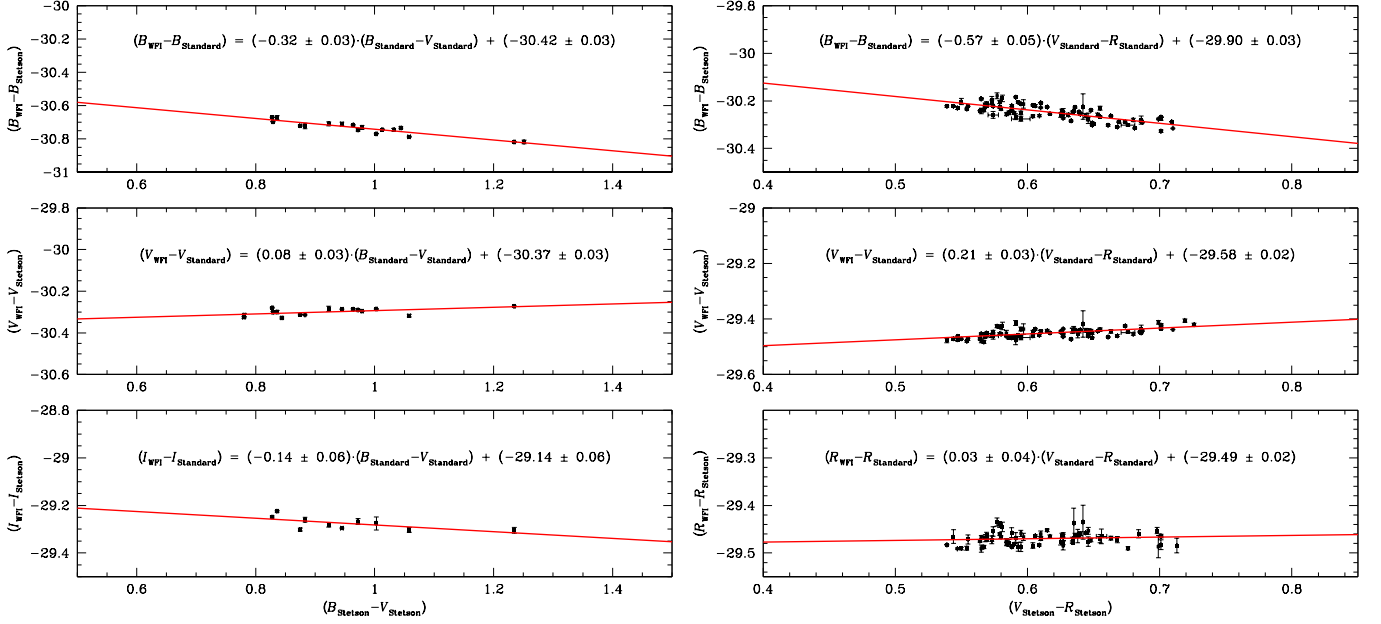 −30
−30.2
−30.4
−30.6
−30.8
−31
(B_WFI−B_Stetson)
(B_WFI−B_Standard) = (−0.32 ± 0.03)·(B_Standard−V_Standard) + (−30.42 ± 0.03)
0.6 0.8 1 1.2 1.4
−29.8
−30
−30.2
−30.4
(B_WFI−B_Stetson)
(B_WFI−B_Standard) = (−0.57 ± 0.05)·(V_Standard−R_Standard) + (−29.90 ± 0.03)
0.4 0.5 0.6 0.7 0.8
−29.8
−30
−30.2
−30.4
−30.6
(V_WFI−V_Stetson)
(V_WFI−V_Standard) = (0.08 ± 0.03)·(B_Standard−V_Standard) + (−30.37 ± 0.03)
0.6 0.8 1 1.2 1.4
−29
−29.2
−29.4
−29.6
(V_WFI−V_Stetson)
(V_WFI−V_Standard) = (0.21 ± 0.03)·(V_Standard−R_Standard) + (−29.58 ± 0.02)
0.4 0.5 0.6 0.7 0.8
−28.8
−29
−29.2
−29.4
(I_WFI−I_Stetson)
(I_WFI−I_Standard) = (−0.14 ± 0.06)·(B_Standard−V_Standard) + (−29.14 ± 0.06)
0.6 0.8 1 1.2 1.4
(B_Stetson−V_Stetson)
−29.3
−29.4
−29.5
(R_WFI−R_Stetson)
(R_WFI−R_Standard) = (0.03 ± 0.04)·(V_Standard−R_Standard) + (−29.49 ± 0.02)
0.4 0.5 0.6 0.7 0.8
(V_Stetson−R_Stetson)